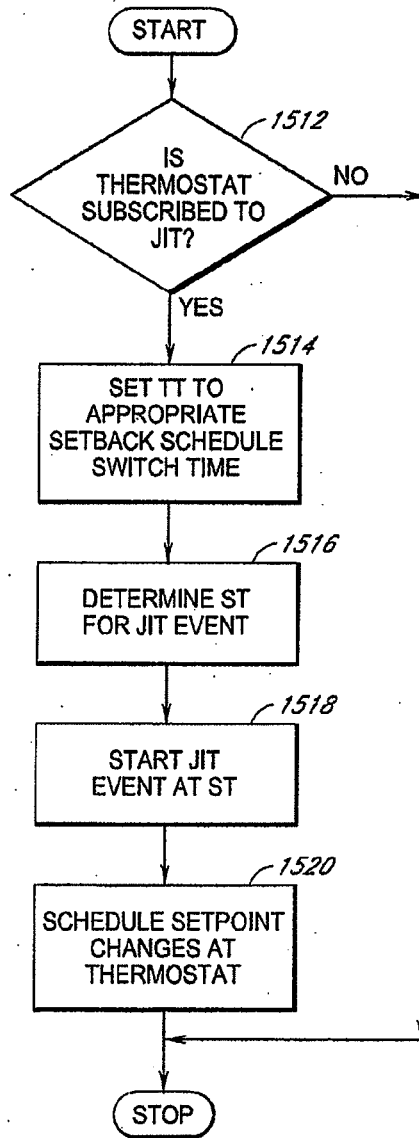 START
1512
IS
THERMOSTAT
SUBSCRIBED TO
JIT?
NO
YES
1514
SET TT TO
APPROPRIATE
SETBACK SCHEDULE
SWITCH TIME
1516
DETERMINE ST
FOR JIT EVENT
1518
START JIT
EVENT AT ST
1520
SCHEDULE SETPOINT
CHANGES AT
THERMOSTAT
STOP